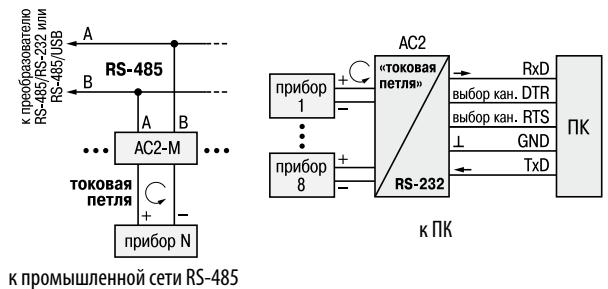 к преобразователю
RS-485/RS-232 или
RS-485/USB
A
RS-485
B
A B
AC2-M
токовая
петля
+ –
прибор N
к промышленной сети RS-485
AC2
«токовая
петля»
RS-232
прибор
1
+
–
прибор
8
+
–
RxD
выбор кан. DTR
выбор кан. RTS
⊥ GND
TxD
ПК
к ПК